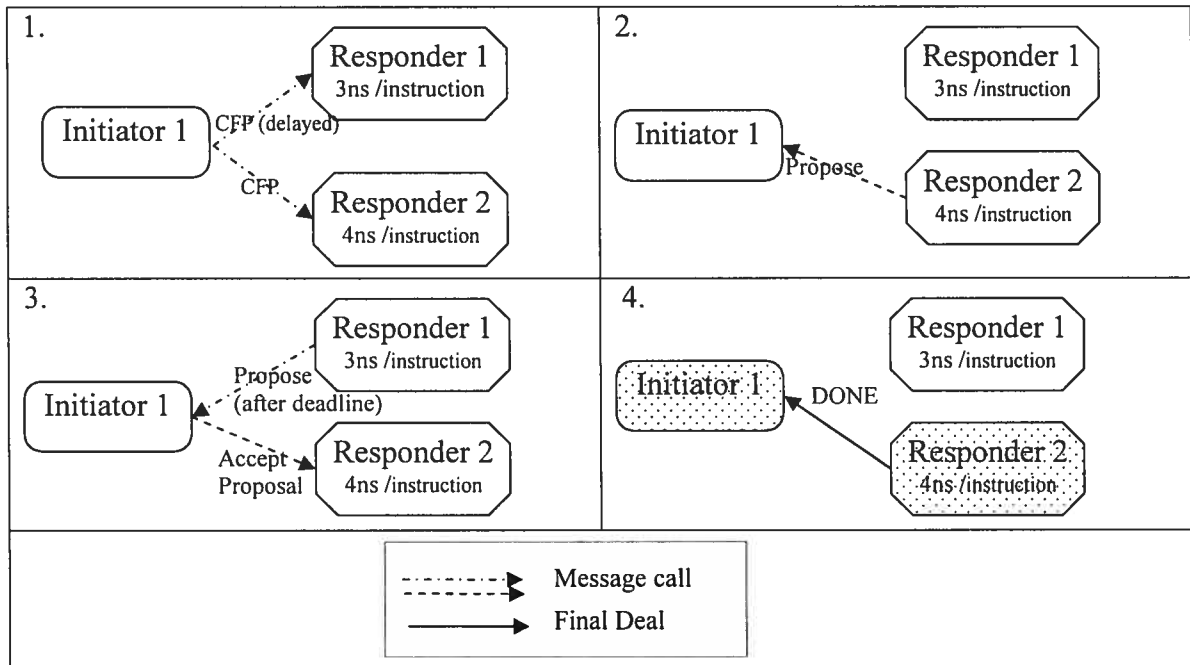 1.
Responder 1
3ns /instruction
Initiator 1
CFP (delayed)
CFP.
Responder 2
4ns /instruction
2.
Responder 1
3ns /instruction
Initiator 1
Propose
Responder 2
4ns /instruction
3.
Responder 1
3ns /instruction
Propose
(after deadline)
Initiator 1
Accept
Proposal
Responder 2
4ns /instruction
4.
Responder 1
3ns /instruction
Initiator 1
DONE
Responder 2
4ns /instruction
Message call
Final Deal